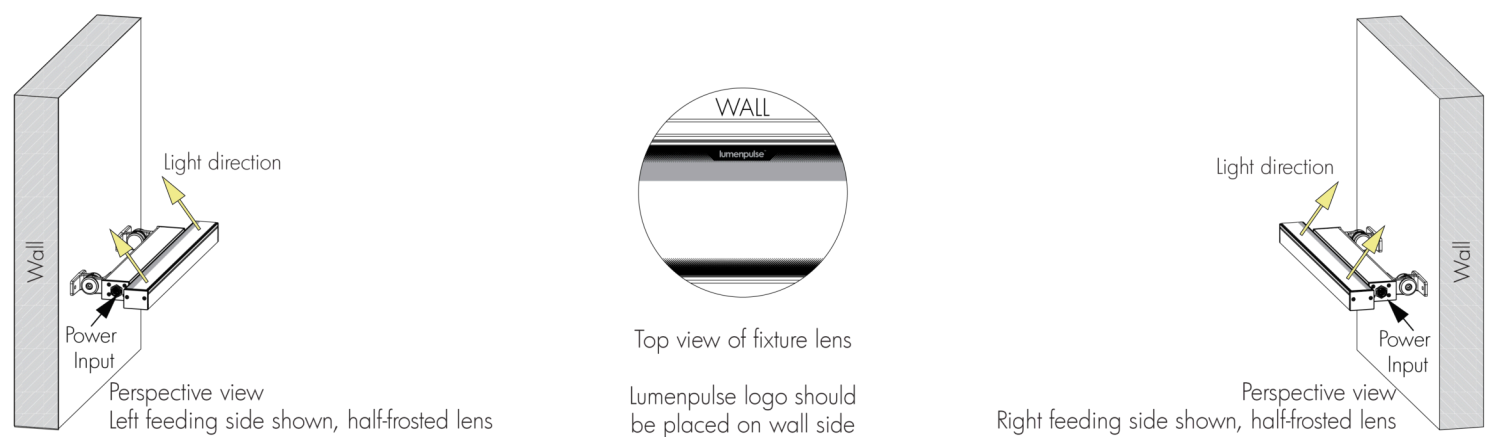 Wall
Light direction
Power
Input
Perspective view
Left feeding side shown, half-frosted lens
WALL
lumenpulse
Top view of fixture lens
Lumenpulse logo should
be placed on wall side
Light direction
Wall
Power
Input
Perspective view
Right feeding side shown, half-frosted lens